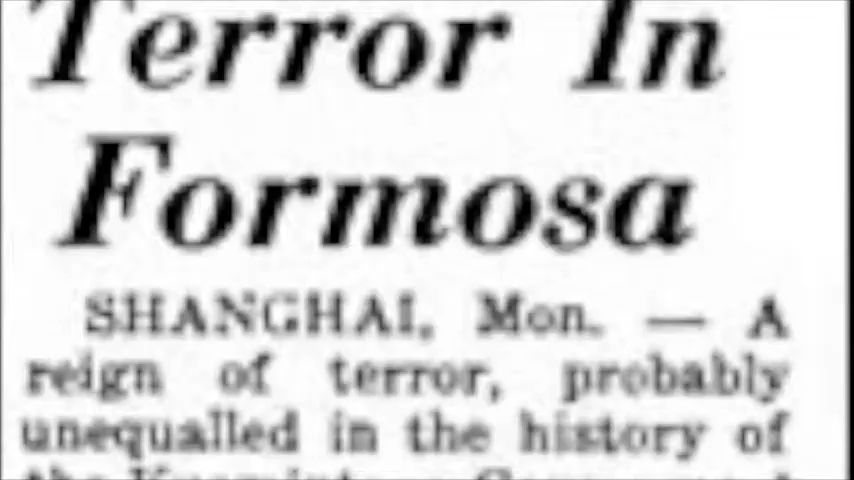 Terror In
Formosa
SHANGHAI, Mon. — A
reign of terror, probably
unequalled in the history of